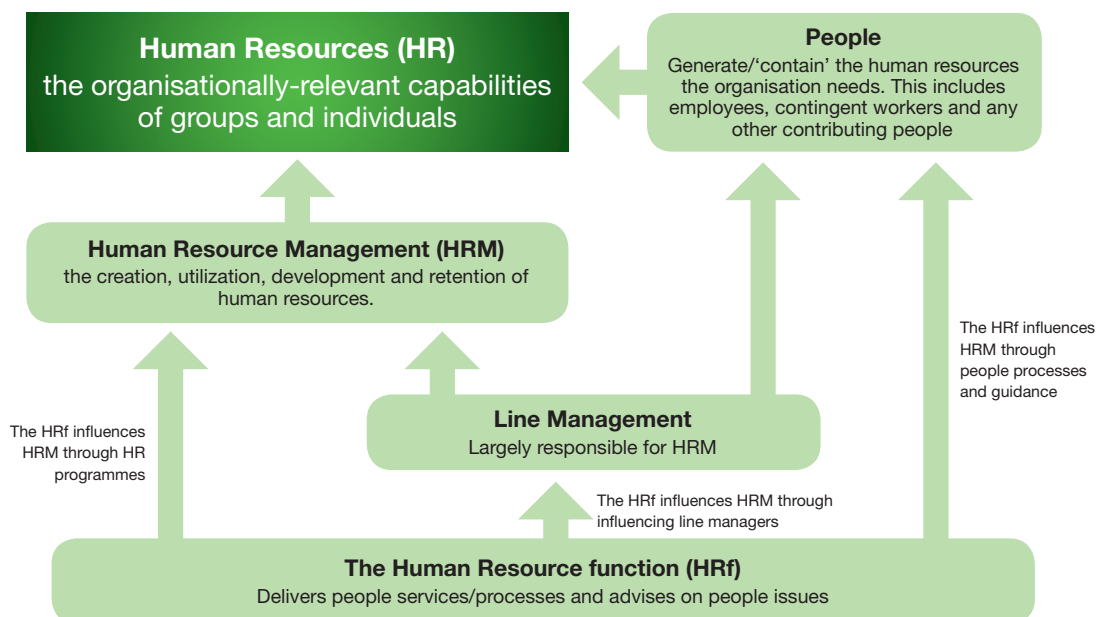 Human Resources (HR)
the organisationally-relevant capabilities
of groups and individuals
People
Generate/‘contain’ the human resources
the organisation needs. This includes
employees, contingent workers and any
other contributing people
Human Resource Management (HRM)
the creation, utilization, development and retention of
human resources.
The HRf influences
HRM through
people processes
and guidance
Line Management
Largely responsible for HRM
The HRf influences
HRM through HR
programmes
The HRf influences HRM through
influencing line managers
The Human Resource function (HRf)
Delivers people services/processes and advises on people issues